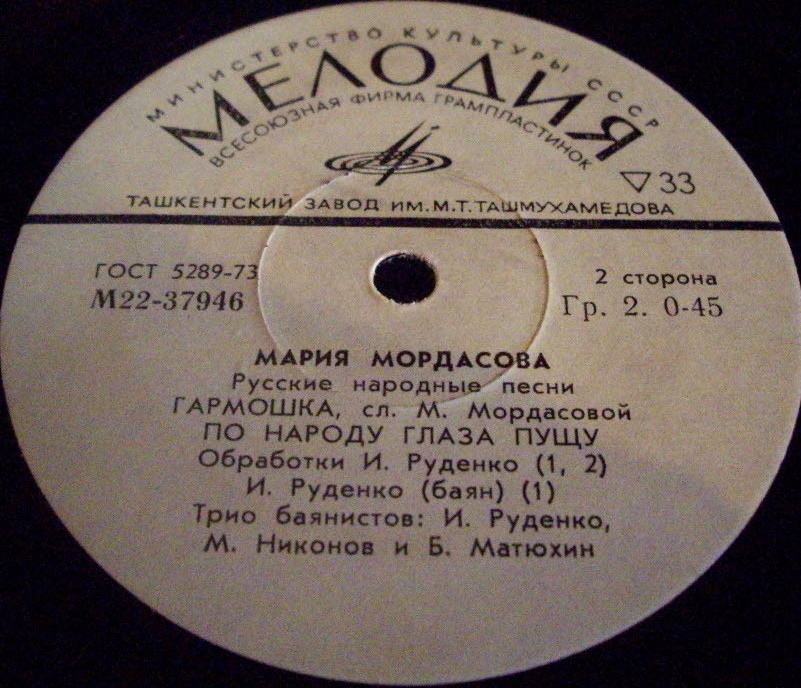 МИНИСТЕРСТВО КУЛЬТУРЫ СССР
МЕЛОДИЯ
ВСЕСОЮЗНАЯ ФИРМА ГРАМПЛАСТИНОК
▽33
ТАШКЕНТСКИЙ ЗАВОД ИМ. М. Т. ТАШМУХАМЕДОВА
ГОСТ 5289-73
М22-37946
2 сторона
Гр. 2. 0-45
МАРИЯ МОРДАСОВА
Русские народные песни
ГАРМОШКА, сл. М. Мордасовой
ПО НАРОДУ ГЛАЗА ПУЩУ
Обработки И. Руденко (1, 2)
И. Руденко (баян) (1)
Трио баянистов: И. Руденко,
М. Никонов и Б. Матюхин